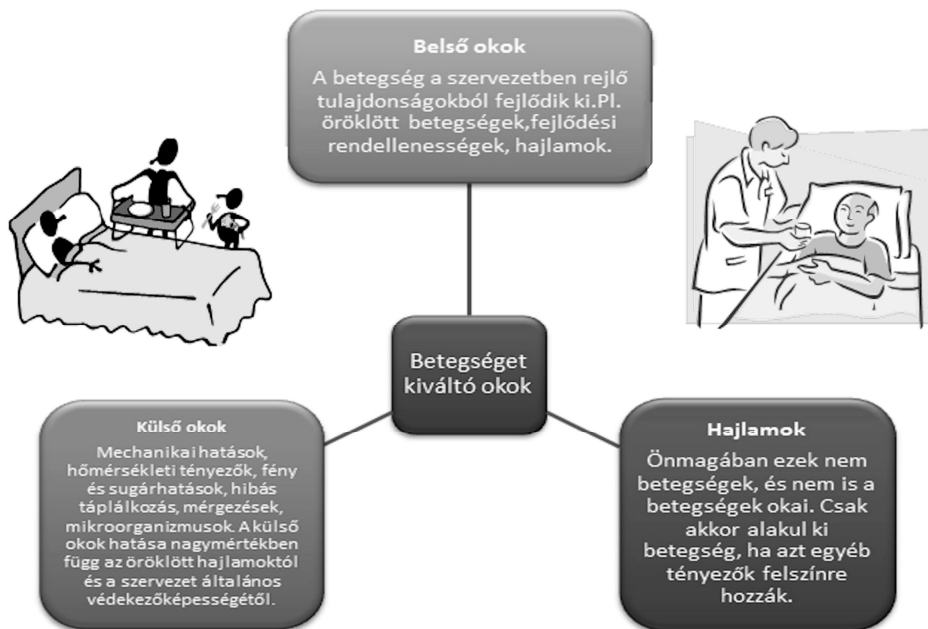 Belső okok
A betegség a szervezetben rejlő
tulajdonságokból fejlődik ki.Pl.
öröklött betegségek,fejlődési
rendellenességek, hajlamok.
Betegséget
kiváltó okok
Külső okok
Mechanikai hatások,
hőmérsékleti tényezők, fény
és sugárhatások, hibás
táplálkozás, mérgezések,
mikroorganizmusok. A külső
okok hatása nagymértékben
függ az öröklött hajlamoktól
és a szervezet általános
védekezőképességétől.
Hajlamok
Önmagában ezek nem
betegségek, és nem is a
betegségek okai. Csak
akkor alakul ki
betegség, ha azt egyéb
tényezők felszínre
hozzák.